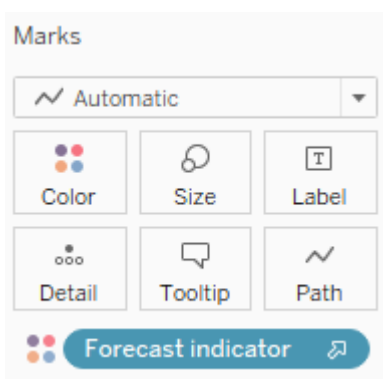 Marks
Automatic
Color Size Label
Detail Tooltip Path
Forecast indicator